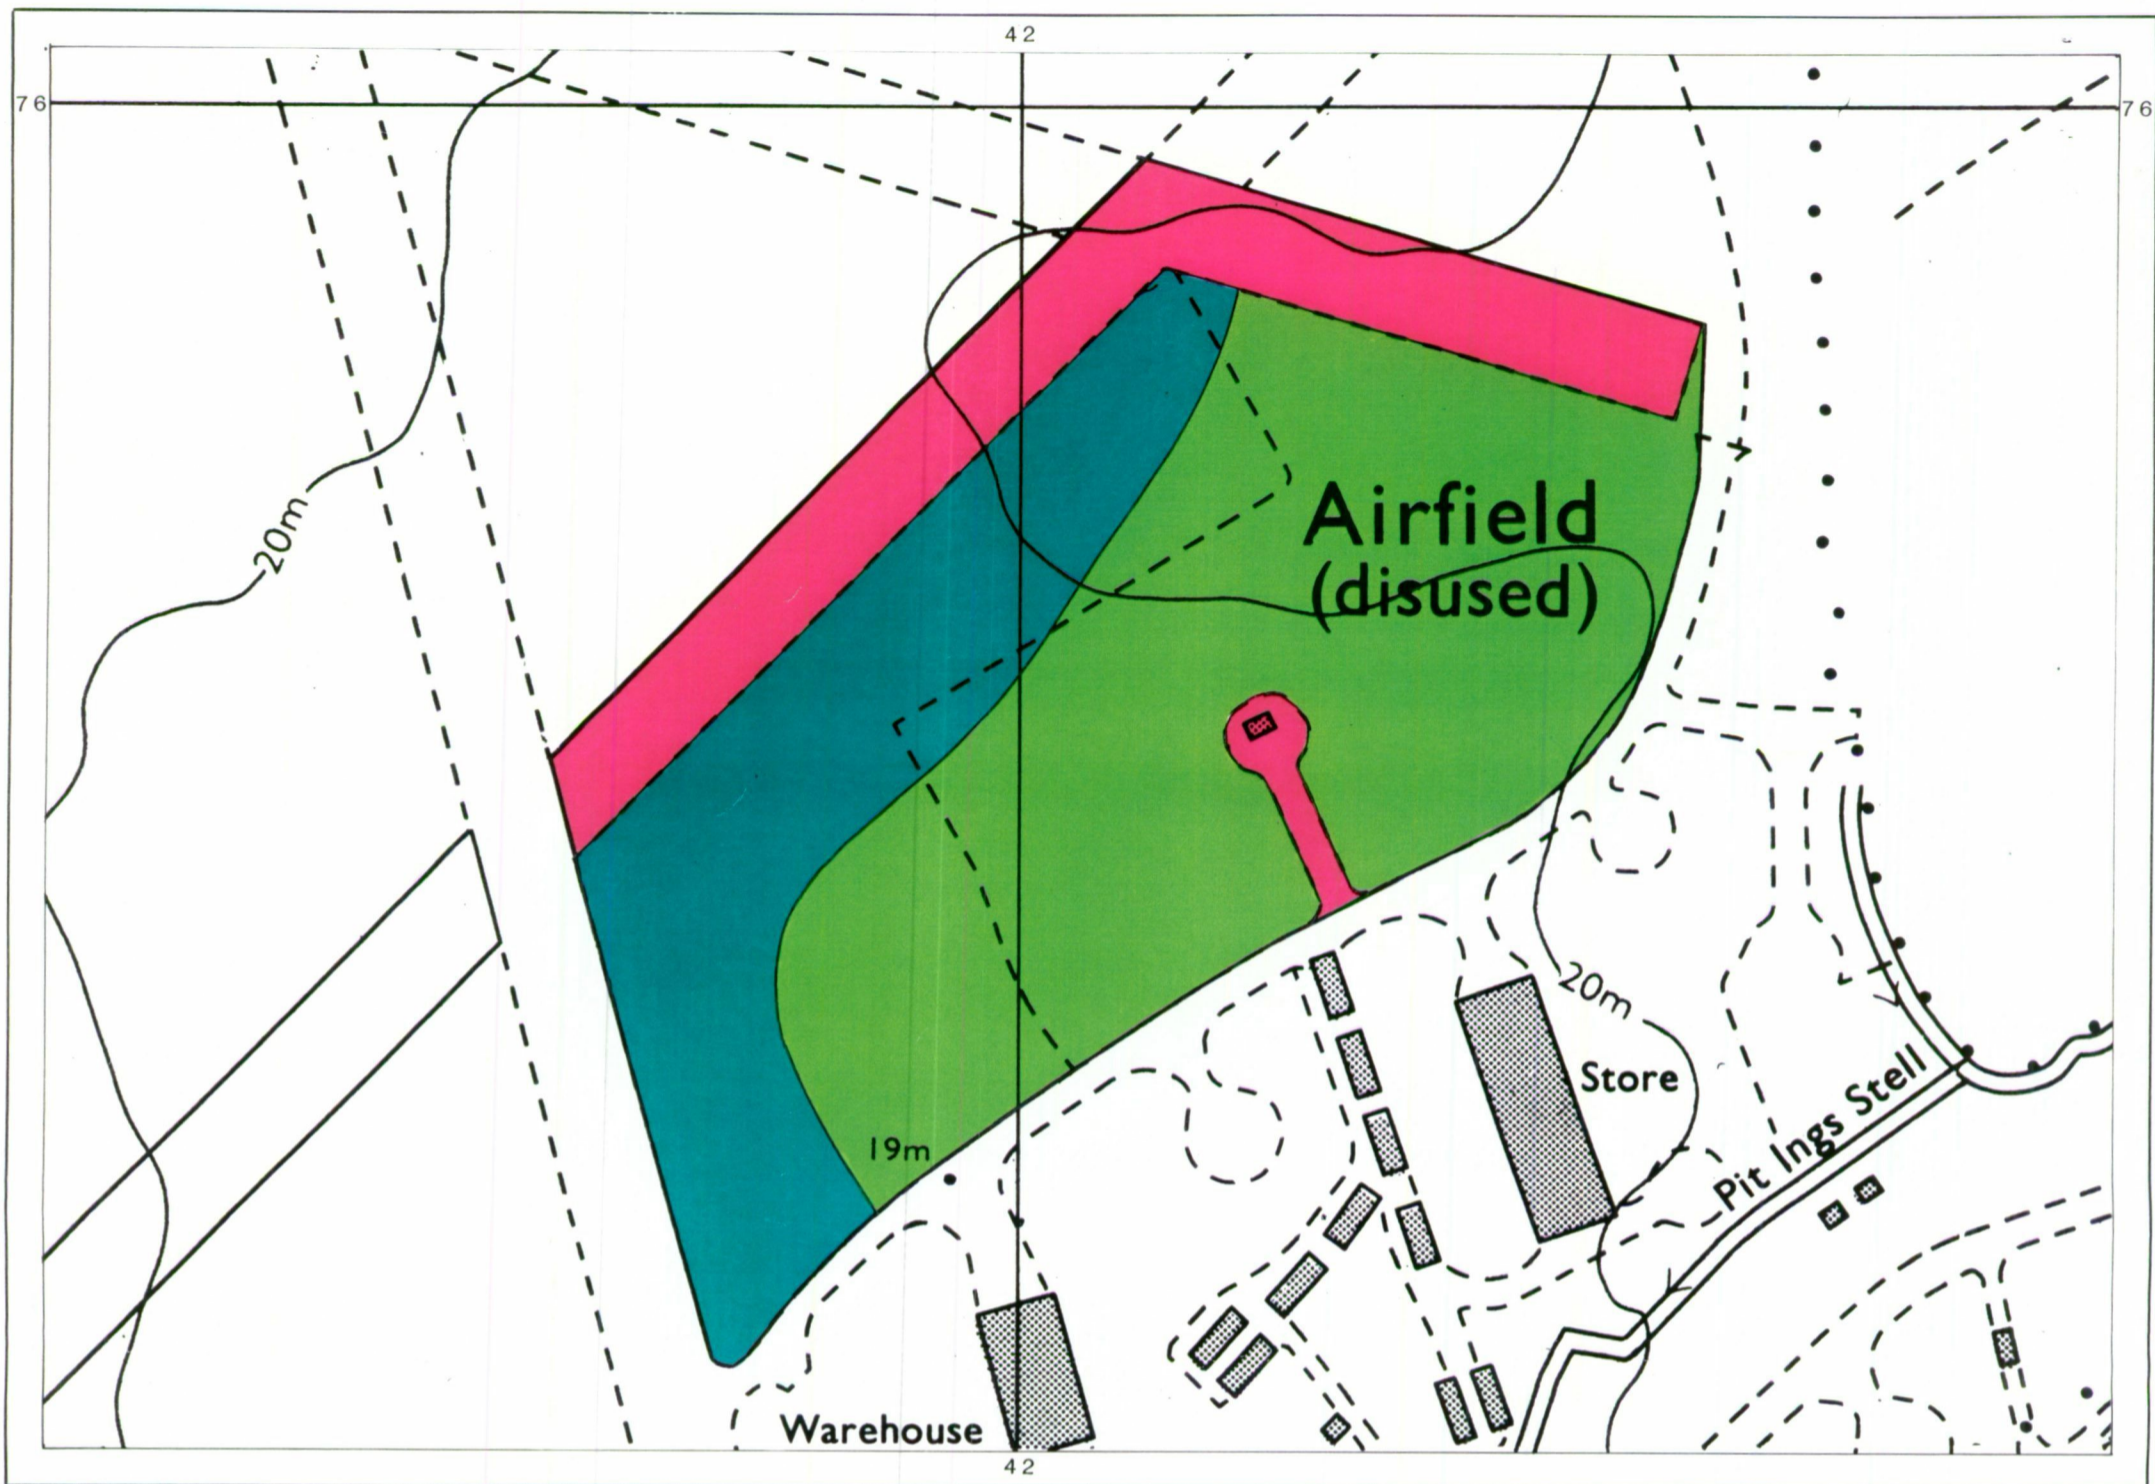 42
76
76
20m
Airfield
(disused)
20m
Store
Pit Ings Stell
19m
Warehouse
42